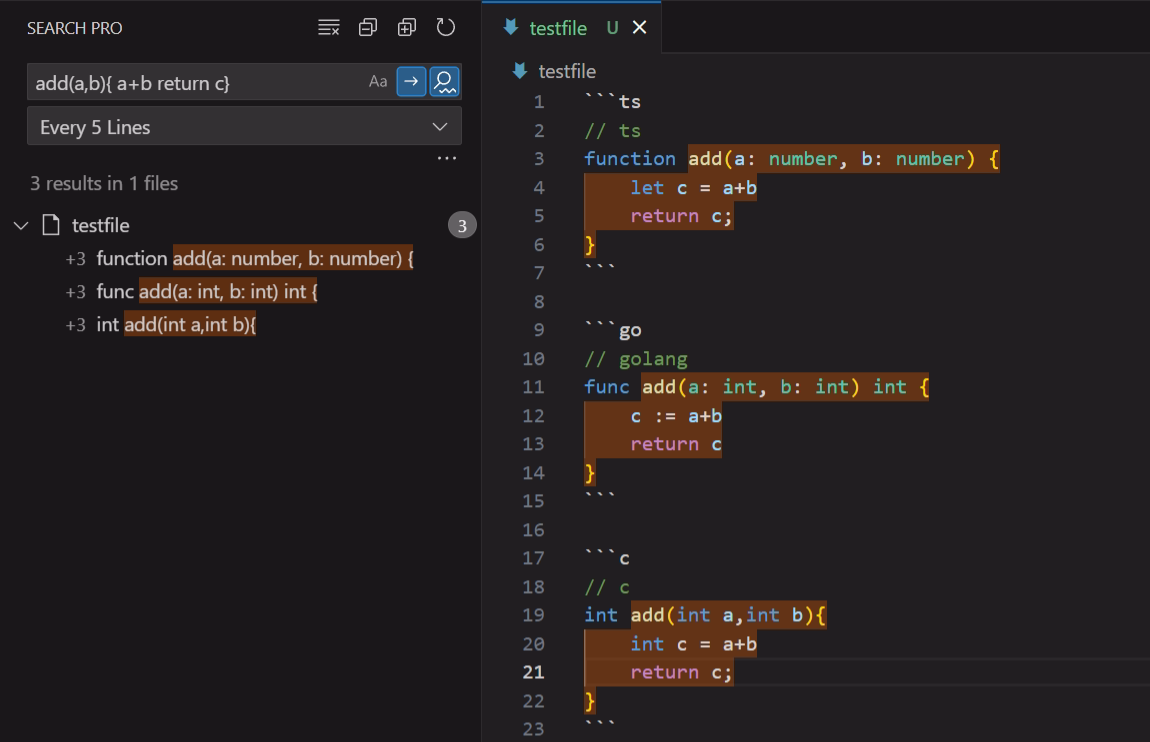 SEARCH PRO
add(a,b){ a+b return c}
Aa
Every 5 Lines
3 results in 1 files
testfile
3
+3 function add(a: number, b: number) {
+3 func add(a: int, b: int) int {
+3 int add(int a,int b){
testfile U
testfile
1 ```ts
2 // ts
3 function add(a: number, b: number) {
4 let c = a+b
5 return c;
6 }
7 ```
8
9 ```go
10 // golang
11 func add(a: int, b: int) int {
12 c := a+b
13 return c
14 }
15 ```
16
17 ```c
18 // c
19 int add(int a,int b){
20 int c = a+b
21 return c;
22 }
23 ```